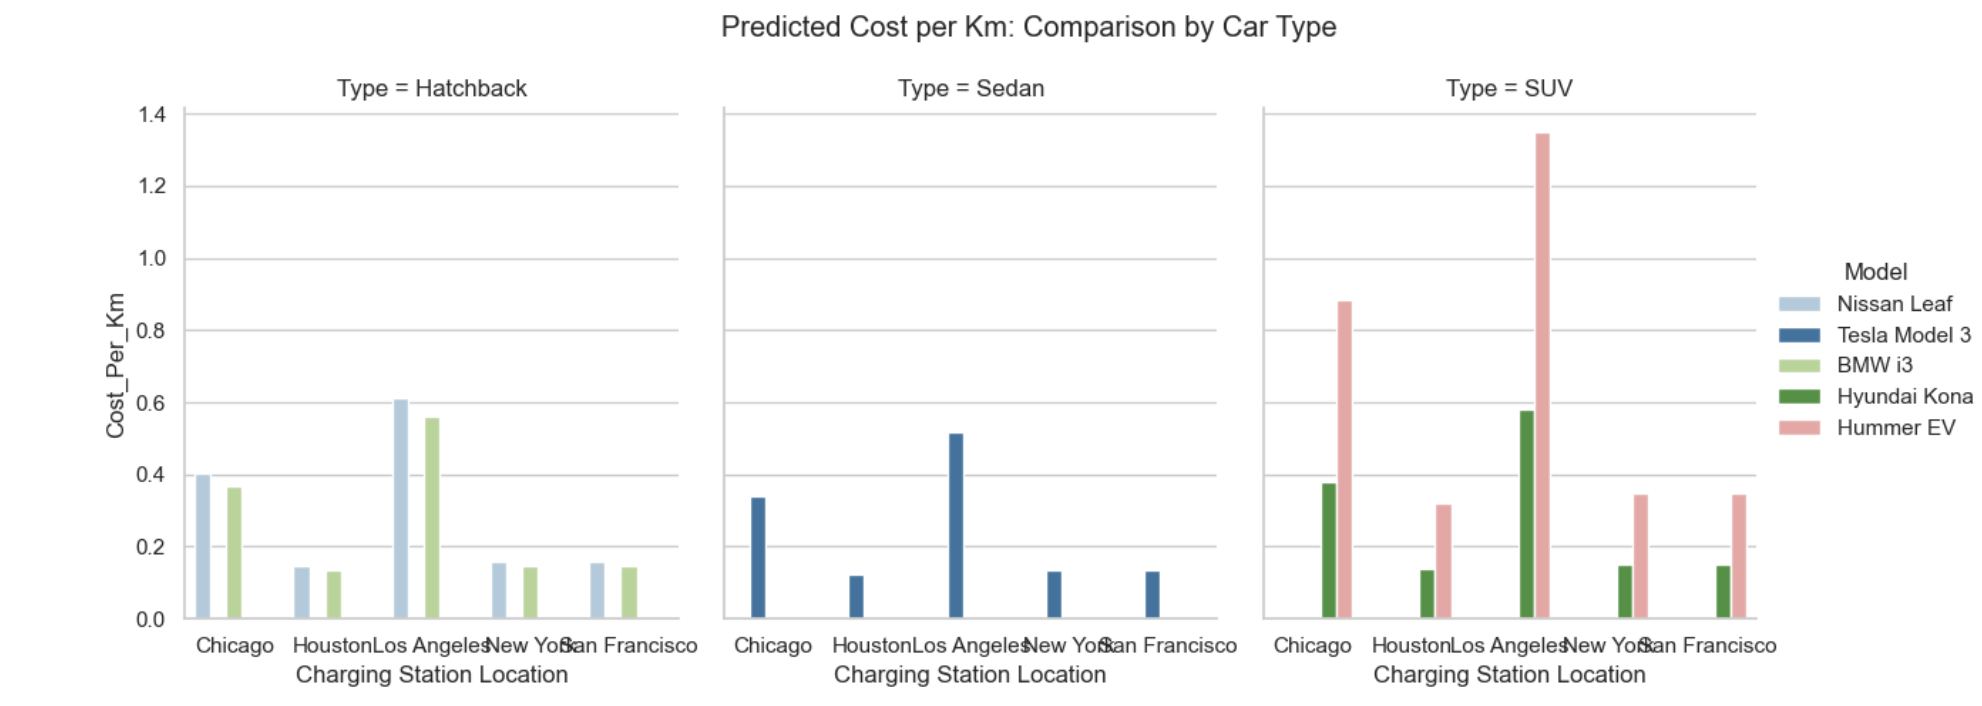 Predicted Cost per Km: Comparison by Car Type
Type = Hatchback
Type = Sedan
Type = SUV
Cost_Per_Km
1.4
1.2
1.0
0.8
0.6
0.4
0.2
0.0
Chicago Houston Los Angeles New York San Francisco
Charging Station Location
Chicago Houston Los Angeles New York San Francisco
Charging Station Location
Chicago Houston Los Angeles New York San Francisco
Charging Station Location
Model
Nissan Leaf
Tesla Model 3
BMW i3
Hyundai Kona
Hummer EV